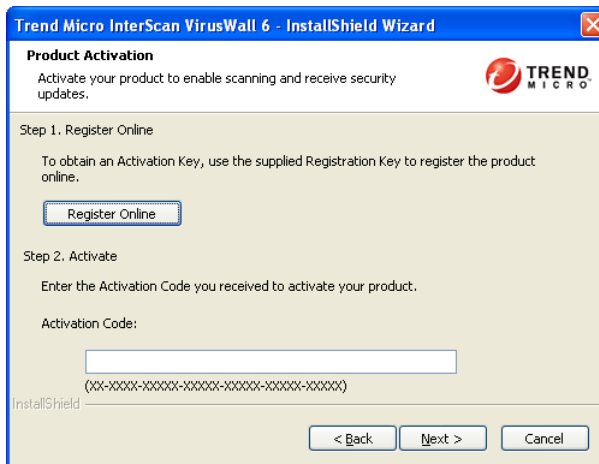 Trend Micro InterScan VirusWall 6 - InstallShield Wizard
Product Activation
Activate your product to enable scanning and receive security
updates.
TREND
MICRO
Step 1. Register Online
To obtain an Activation Key, use the supplied Registration Key to register the product
online.
Register Online
Step 2. Activate
Enter the Activation Code you received to activate your product.
Activation Code:
(XX-XXXX-XXXXX-XXXXX-XXXXX-XXXXX-XXXXX)
InstallShield
< Back
Next >
Cancel